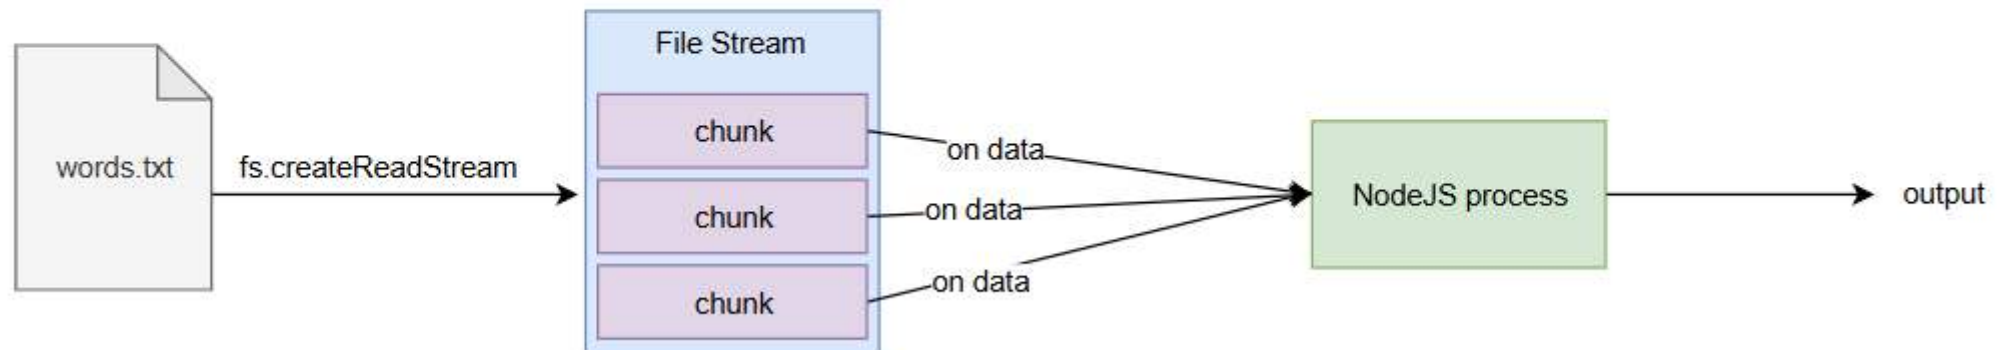 words.txt
fs.createReadStream
File Stream
chunk
chunk
chunk
on data
on data
on data
NodeJS process
output